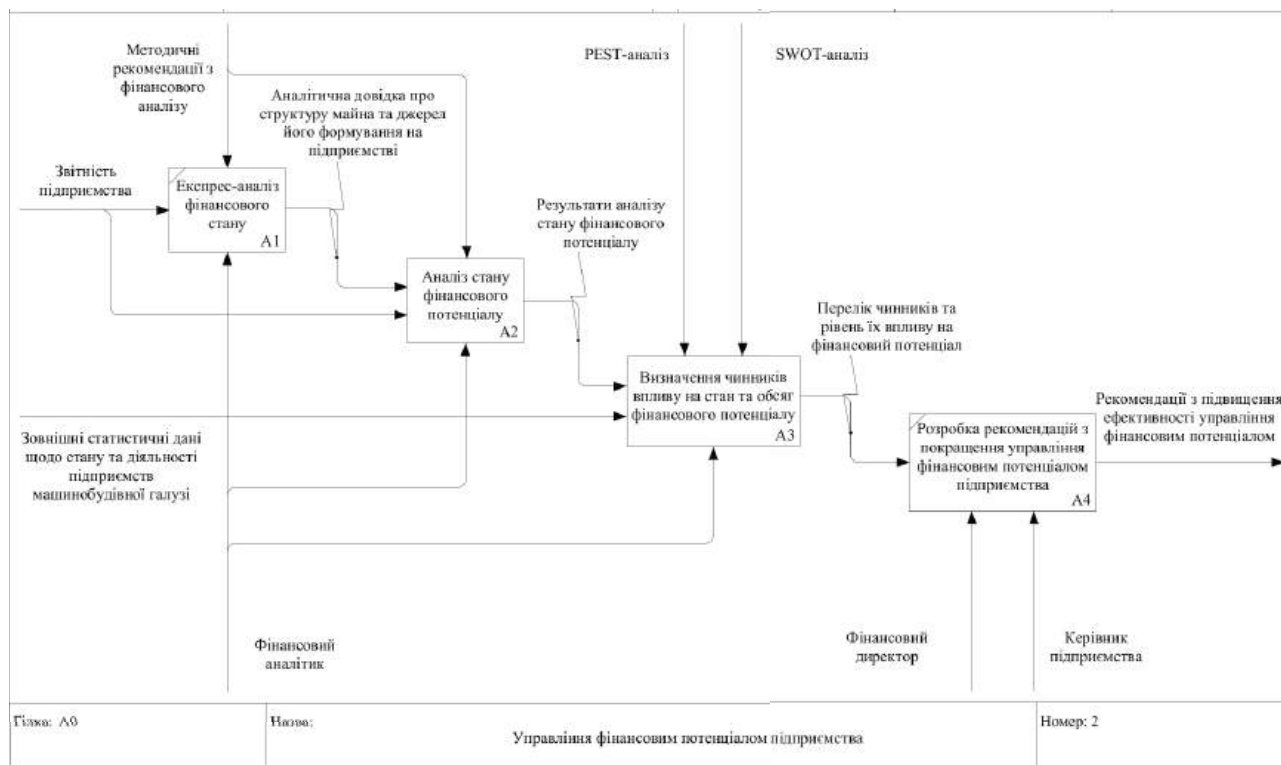 Методичні
рекомендації з
фінансового
аналізу
PEST-аналіз
SWOT-аналіз
Аналітична довідка про
структуру майна та джерел
його формування на
підприємстві
Звітність
підприємства
Експрес-аналіз
фінансового
стану
A1
Результати аналізу
стану фінансового
потенціалу
Аналіз стану
фінансового
потенціалу
A2
Перелік чинників та
рівень їх впливу на
фінансовий потенціал
Визначення чинників
впливу на стан та обсяг
фінансового потенціалу
A3
Рекомендації з підвищення
ефективності управління
фінансовим потенціалом
Зовнішні статистичні дані
щодо стану та діяльності
підприємств
машинобудівної галузі
Розробка рекомендацій з
покращення управління
фінансовим потенціалом
підприємства
A4
Фінансовий
аналітик
Фінансовий
директор
Керівник
підприємства
Гілка: A0
Назва:
Управління фінансовим потенціалом підприємства
Номер: 2